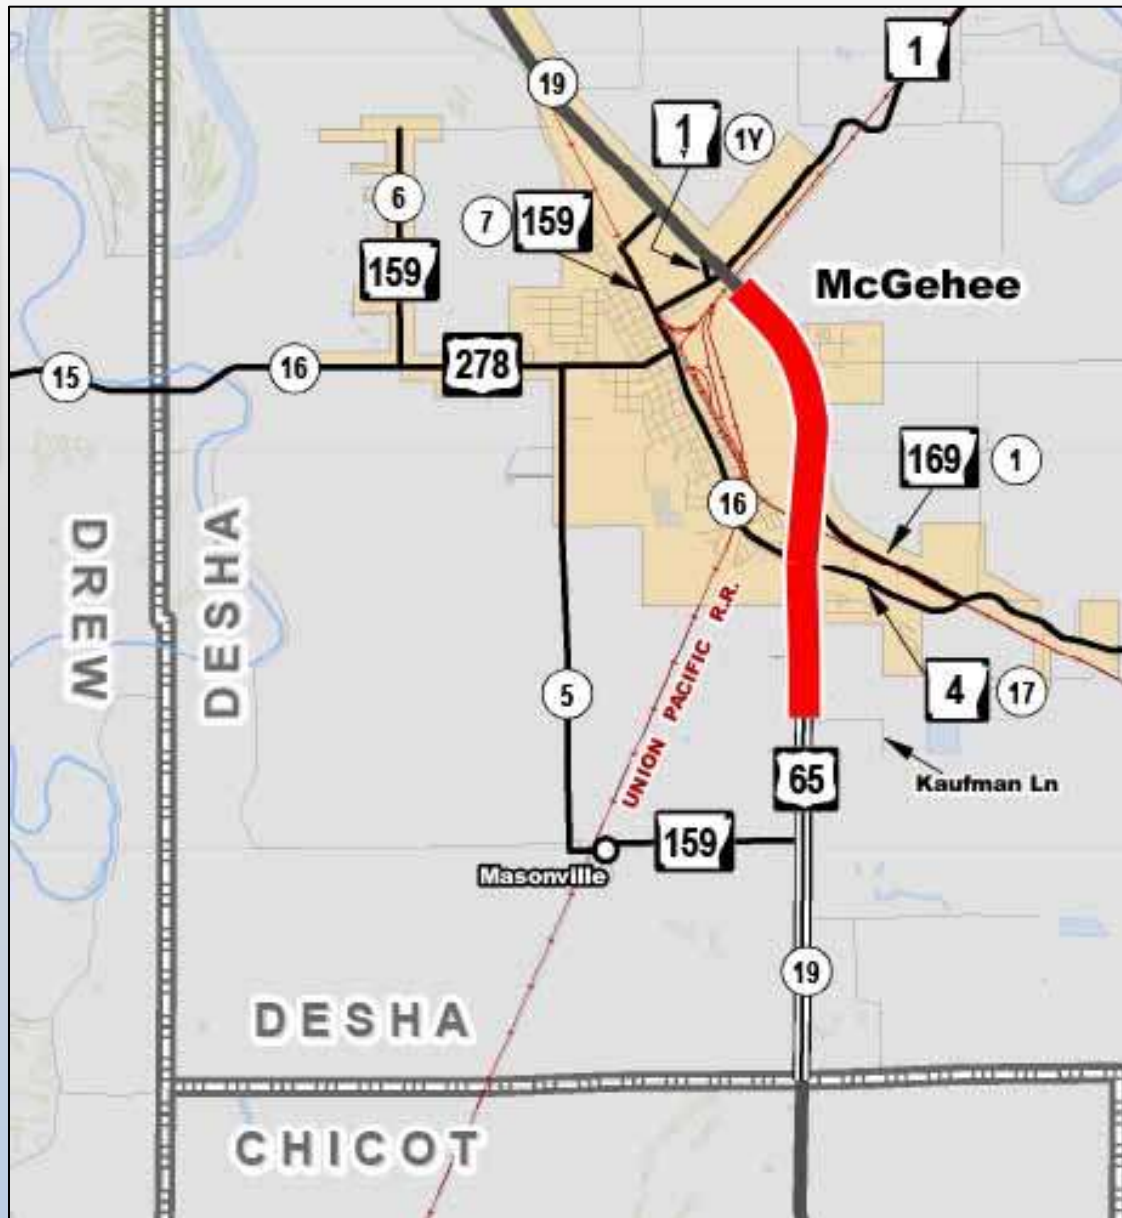 1
19
1
Y
1Y
6
7
159
159
McGehee
278
15
16
169
1
16
DREW
DESHA
UNION PACIFIC R.R.
5
4
17
65
Kaufman Ln
159
Masonville
19
DESHA
CHICOT